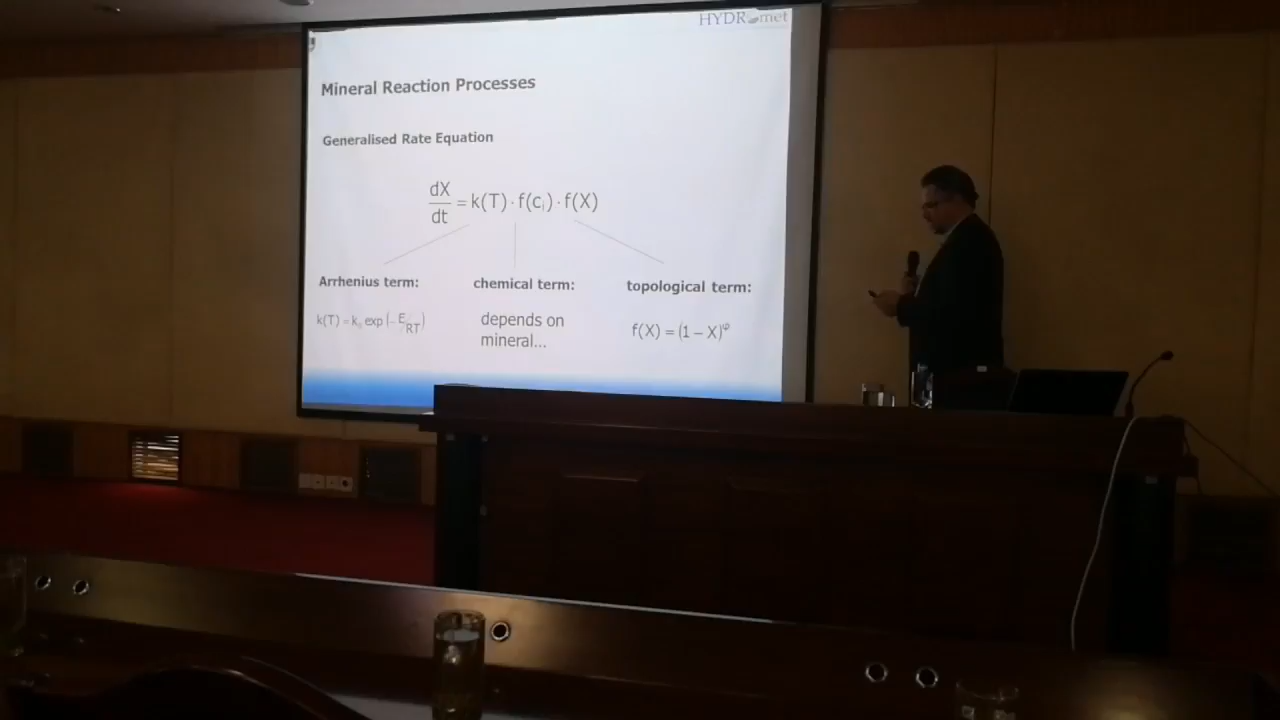 HYDROmet
Mineral Reaction Processes
Generalised Rate Equation
dX/dt = k(T) · f(cᵢ) · f(X)
Arrhenius term: chemical term: topological term:
k(T) = k₀ exp(− E/RT) depends on mineral... f(X) = (1 − X)^φ